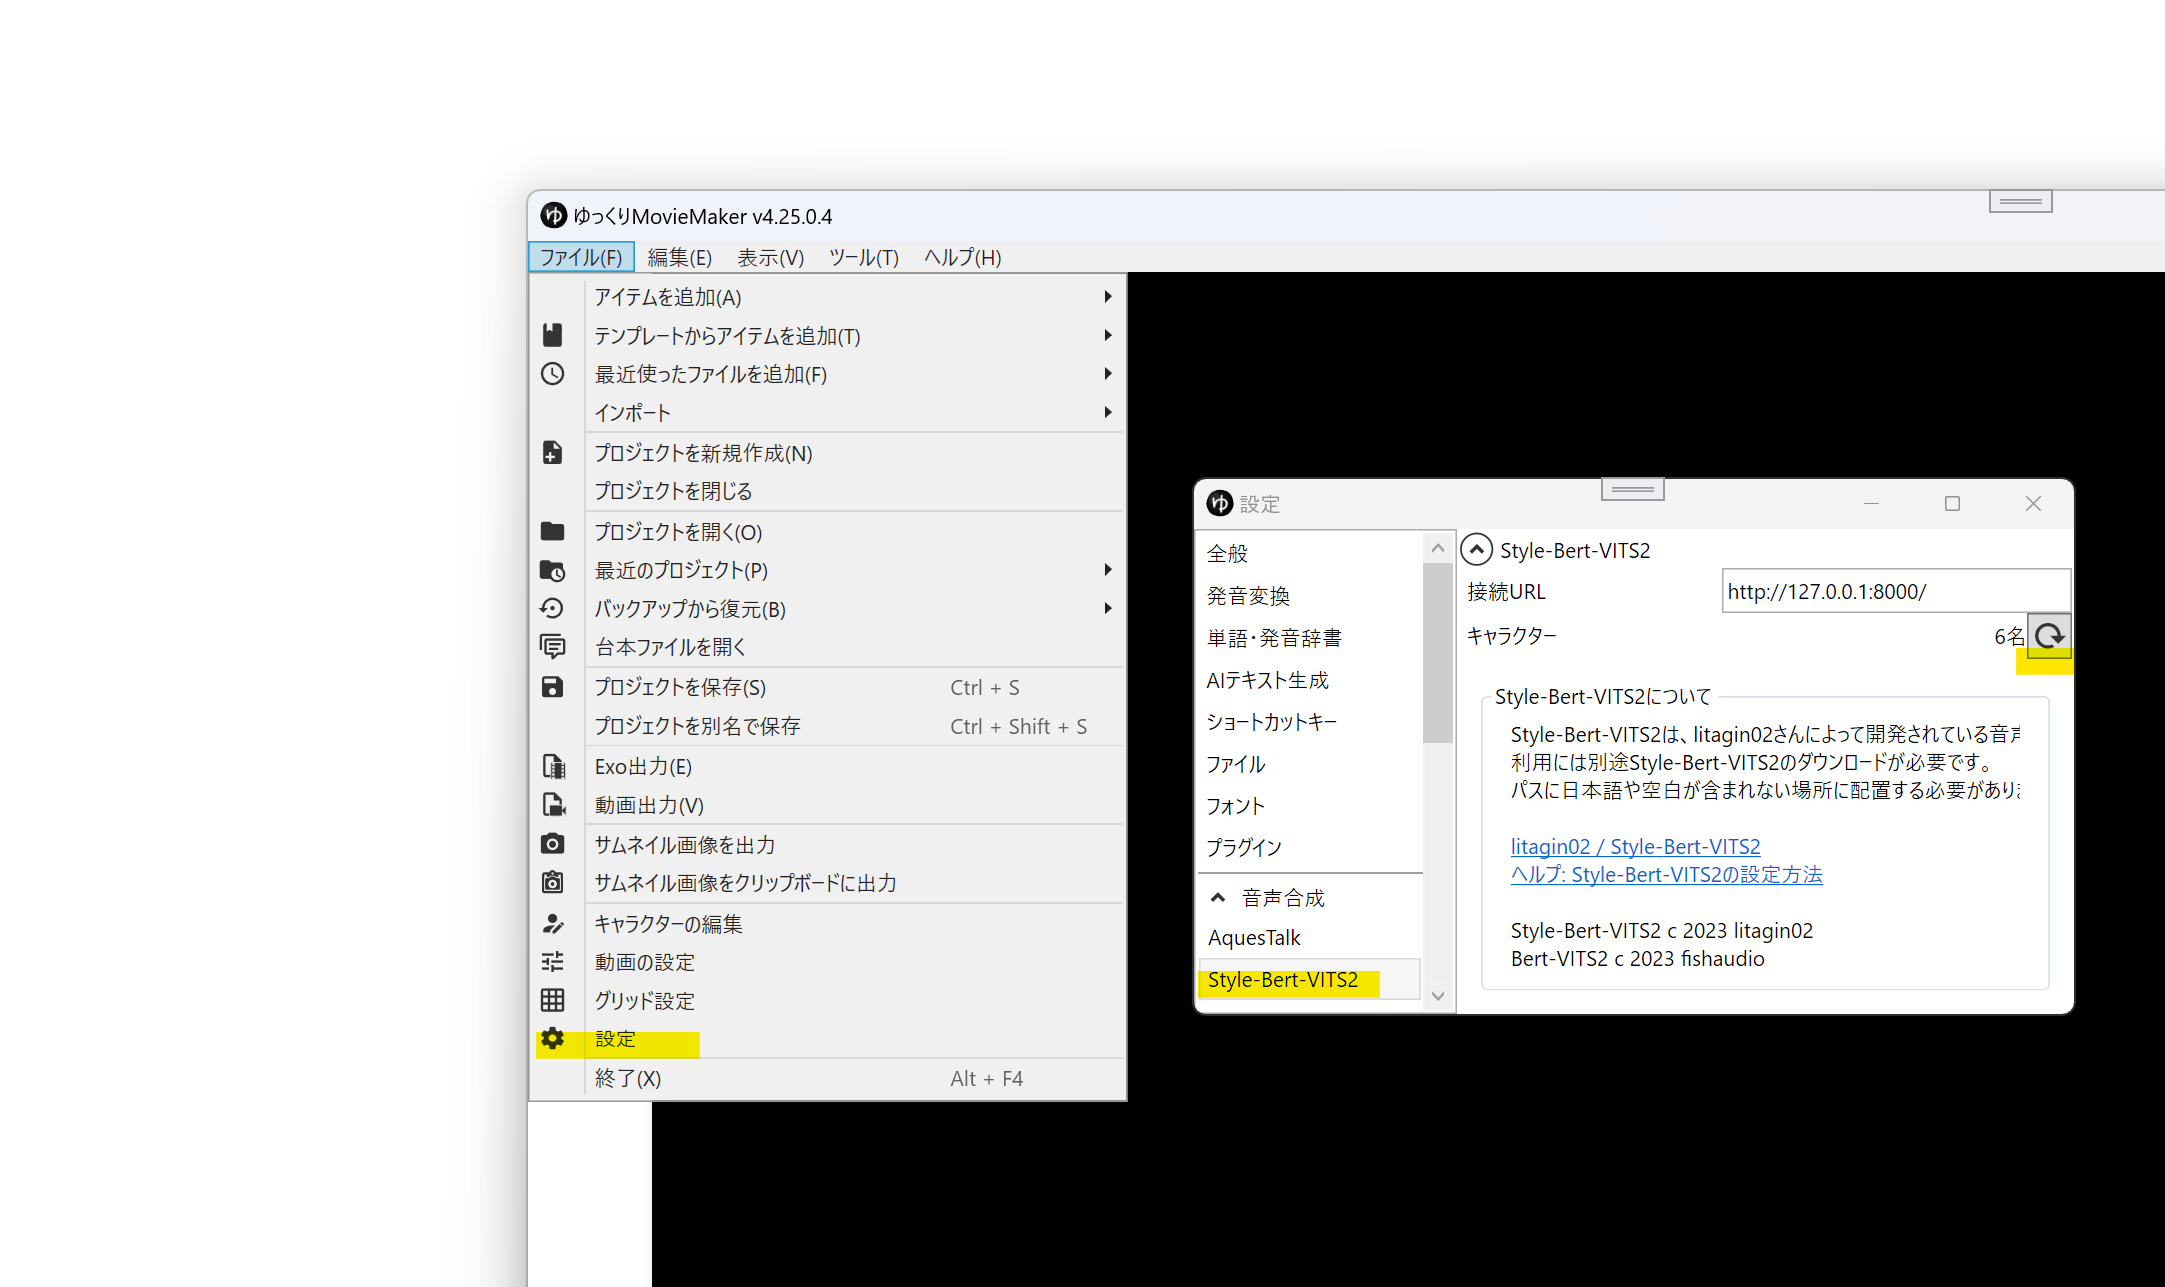 ゆっくりMovieMaker v4.25.0.4
ファイル(F) 編集(E) 表示(V) ツール(T) ヘルプ(H)
アイテムを追加(A)
テンプレートからアイテムを追加(T)
最近使ったファイルを追加(F)
インポート
プロジェクトを新規作成(N)
プロジェクトを閉じる
プロジェクトを開く(O)
最近のプロジェクト(P)
バックアップから復元(B)
台本ファイルを開く
プロジェクトを保存(S) Ctrl + S
プロジェクトを別名で保存 Ctrl + Shift + S
Exo出力(E)
動画出力(V)
サムネイル画像を出力
サムネイル画像をクリップボードに出力
キャラクターの編集
動画の設定
グリッド設定
設定
終了(X) Alt + F4
設定
全般
発音変換
単語・発音辞書
AIテキスト生成
ショートカットキー
ファイル
フォント
プラグイン
音声合成
AquesTalk
Style-Bert-VITS2
Style-Bert-VITS2
接続URL http://127.0.0.1:8000/
キャラクター 6名
Style-Bert-VITS2について
Style-Bert-VITS2は、litagin02さんによって開発されている音
利用には別途Style-Bert-VITS2のダウンロードが必要です。
パスに日本語や空白が含まれない場所に配置する必要があり
litagin02 / Style-Bert-VITS2
ヘルプ: Style-Bert-VITS2の設定方法
Style-Bert-VITS2 c 2023 litagin02
Bert-VITS2 c 2023 fishaudio